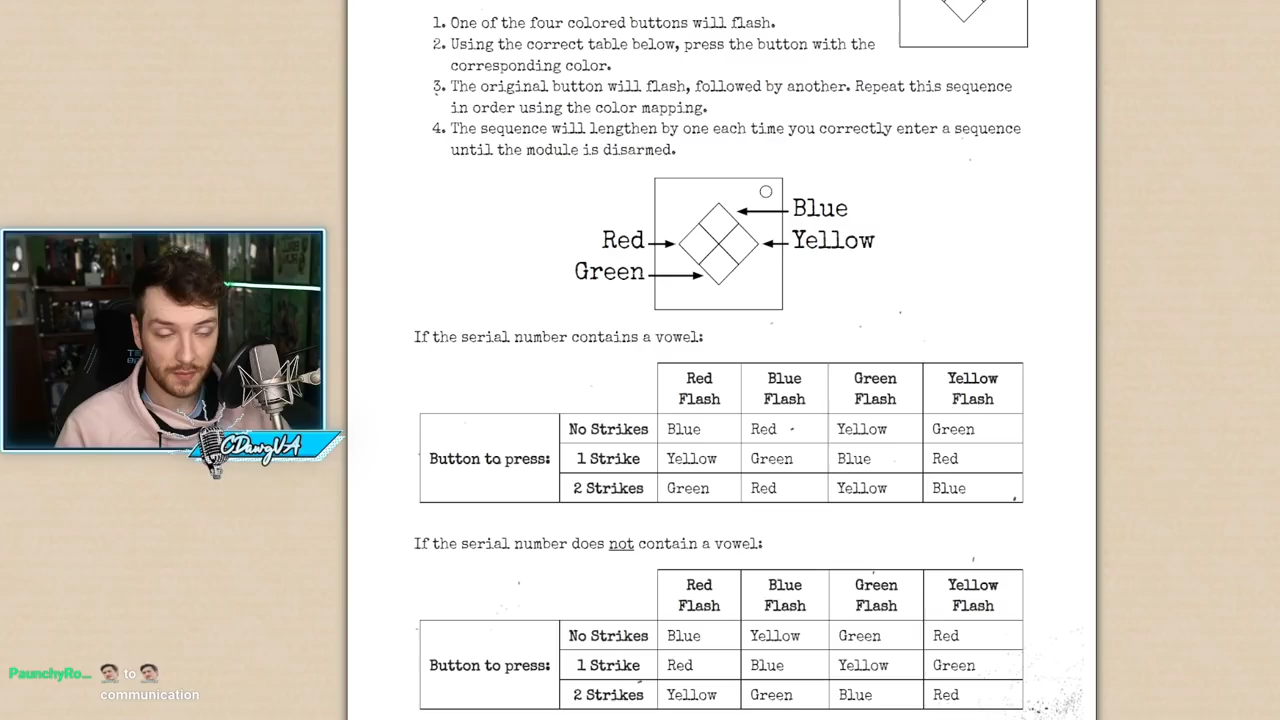 1. One of the four colored buttons will flash.
2. Using the correct table below, press the button with the
corresponding color.
3. The original button will flash, followed by another. Repeat this sequence
in order using the color mapping.
4. The sequence will lengthen by one each time you correctly enter a sequence
until the module is disarmed.
Blue
Red
Yellow
Green
If the serial number contains a vowel:
Red Flash Blue Flash Green Flash Yellow Flash
Button to press:
No Strikes Blue Red Yellow Green
1 Strike Yellow Green Blue Red
2 Strikes Green Red Yellow Blue
If the serial number does not contain a vowel:
Red Flash Blue Flash Green Flash Yellow Flash
Button to press:
No Strikes Blue Yellow Green Red
1 Strike Red Blue Yellow Green
2 Strikes Yellow Green Blue Red
CDawgVA
PaunchyRo... to
communication